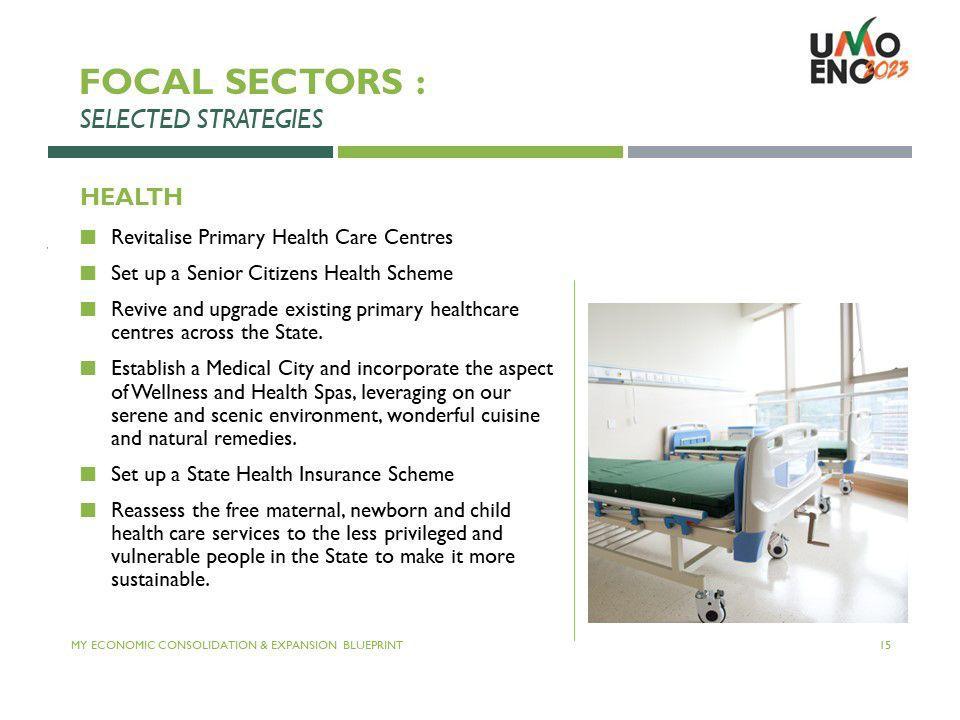 UMO
ENO2023
FOCAL SECTORS :
SELECTED STRATEGIES
HEALTH
Revitalise Primary Health Care Centres
Set up a Senior Citizens Health Scheme
Revive and upgrade existing primary healthcare
centres across the State.
Establish a Medical City and incorporate the aspect
of Wellness and Health Spas, leveraging on our
serene and scenic environment, wonderful cuisine
and natural remedies.
Set up a State Health Insurance Scheme
Reassess the free maternal, newborn and child
health care services to the less privileged and
vulnerable people in the State to make it more
sustainable.
MY ECONOMIC CONSOLIDATION & EXPANSION BLUEPRINT
15